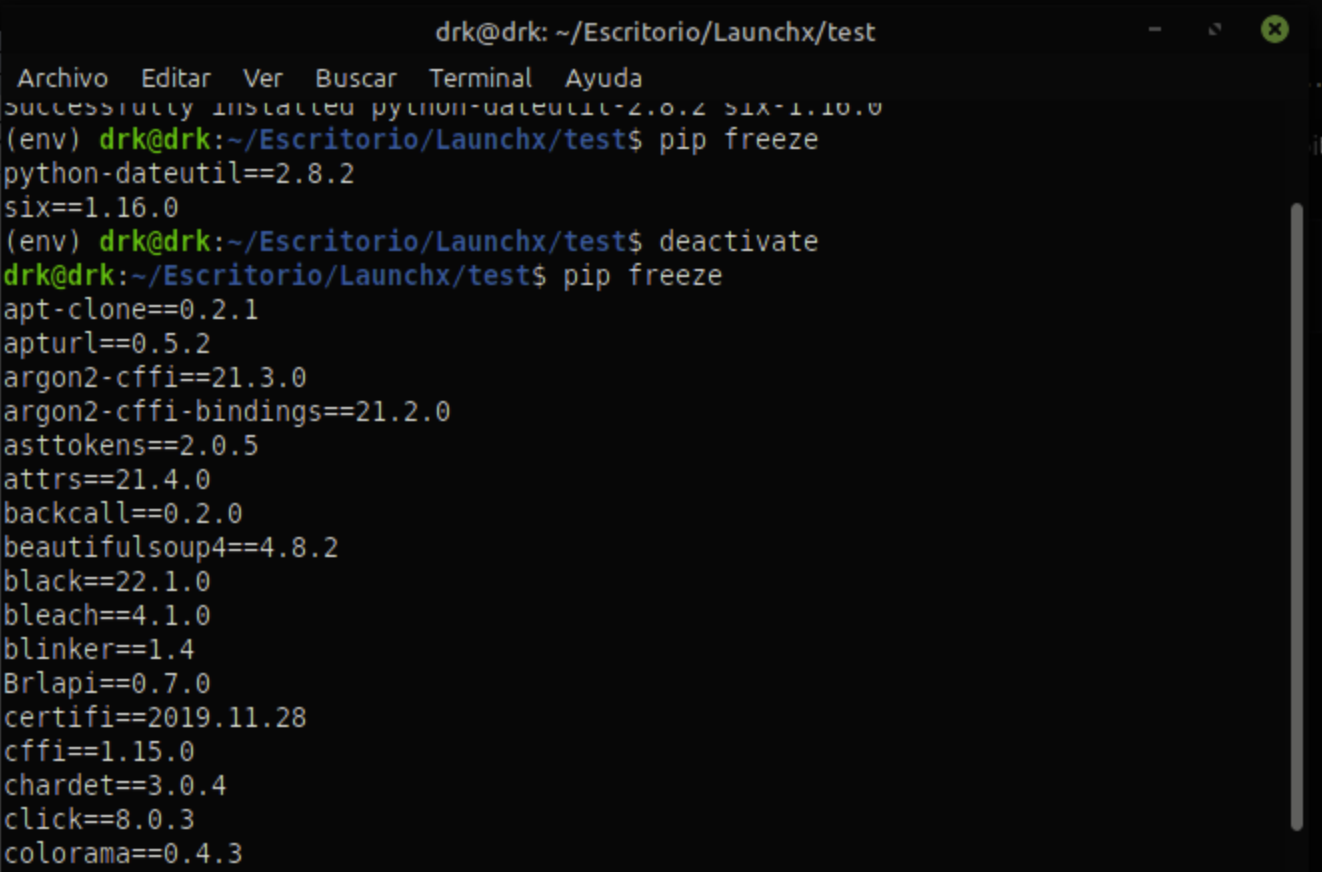 drk@drk: ~/Escritorio/Launchx/test
Archivo Editar Ver Buscar Terminal Ayuda
Successfully installed python-dateutil-2.8.2 six-1.16.0
(env) drk@drk:~/Escritorio/Launchx/test$ pip freeze
python-dateutil==2.8.2
six==1.16.0
(env) drk@drk:~/Escritorio/Launchx/test$ deactivate
drk@drk:~/Escritorio/Launchx/test$ pip freeze
apt-clone==0.2.1
apturl==0.5.2
argon2-cffi==21.3.0
argon2-cffi-bindings==21.2.0
asttokens==2.0.5
attrs==21.4.0
backcall==0.2.0
beautifulsoup4==4.8.2
black==22.1.0
bleach==4.1.0
blinker==1.4
Brlapi==0.7.0
certifi==2019.11.28
cffi==1.15.0
chardet==3.0.4
click==8.0.3
colorama==0.4.3